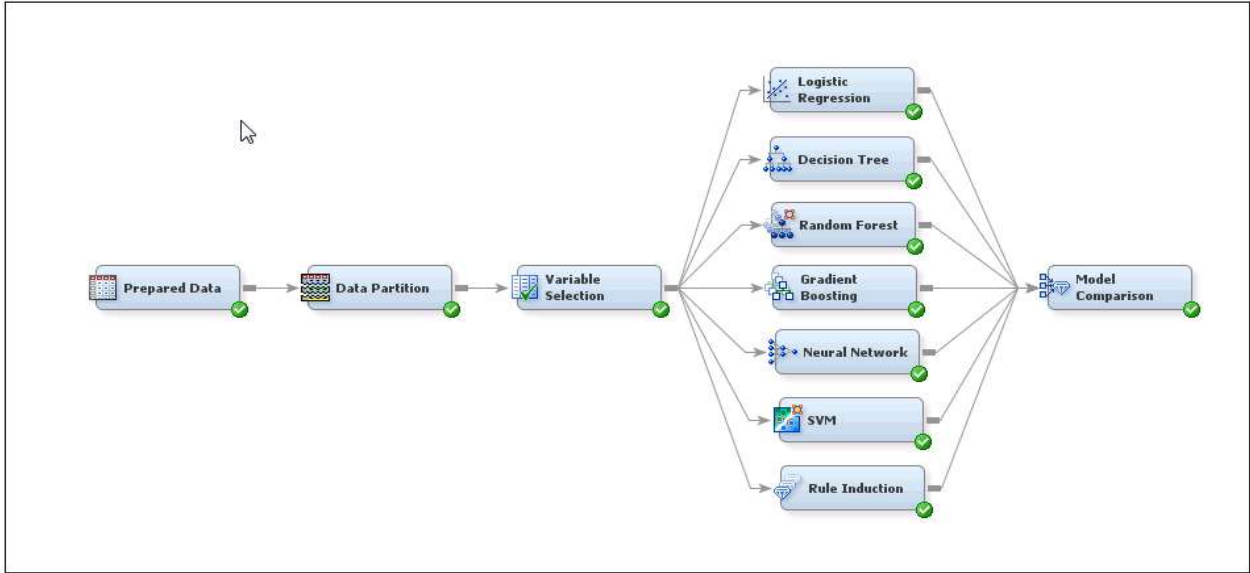 Prepared Data
Data Partition
Variable
Selection
Logistic
Regression
Decision Tree
Random Forest
Gradient
Boosting
Neural Network
SVM
Rule Induction
Model
Comparison